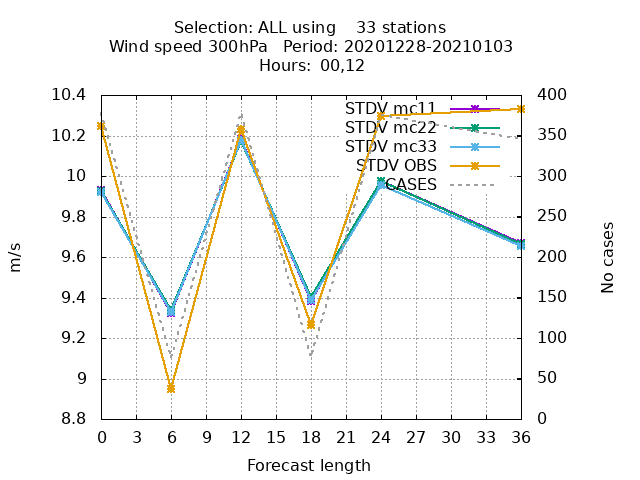 Selection: ALL using    33 stations
Wind speed 300hPa   Period: 20201228-20210103
Hours: 00,12
STDV mc11
STDV mc22
STDV mc33
STDV OBS
CASES
10.4
10.2
10
9.8
9.6
9.4
9.2
9
8.8
m/s
400
350
300
250
200
150
100
50
0
No cases
0 3 6 9 12 15 18 21 24 27 30 33 36
Forecast length